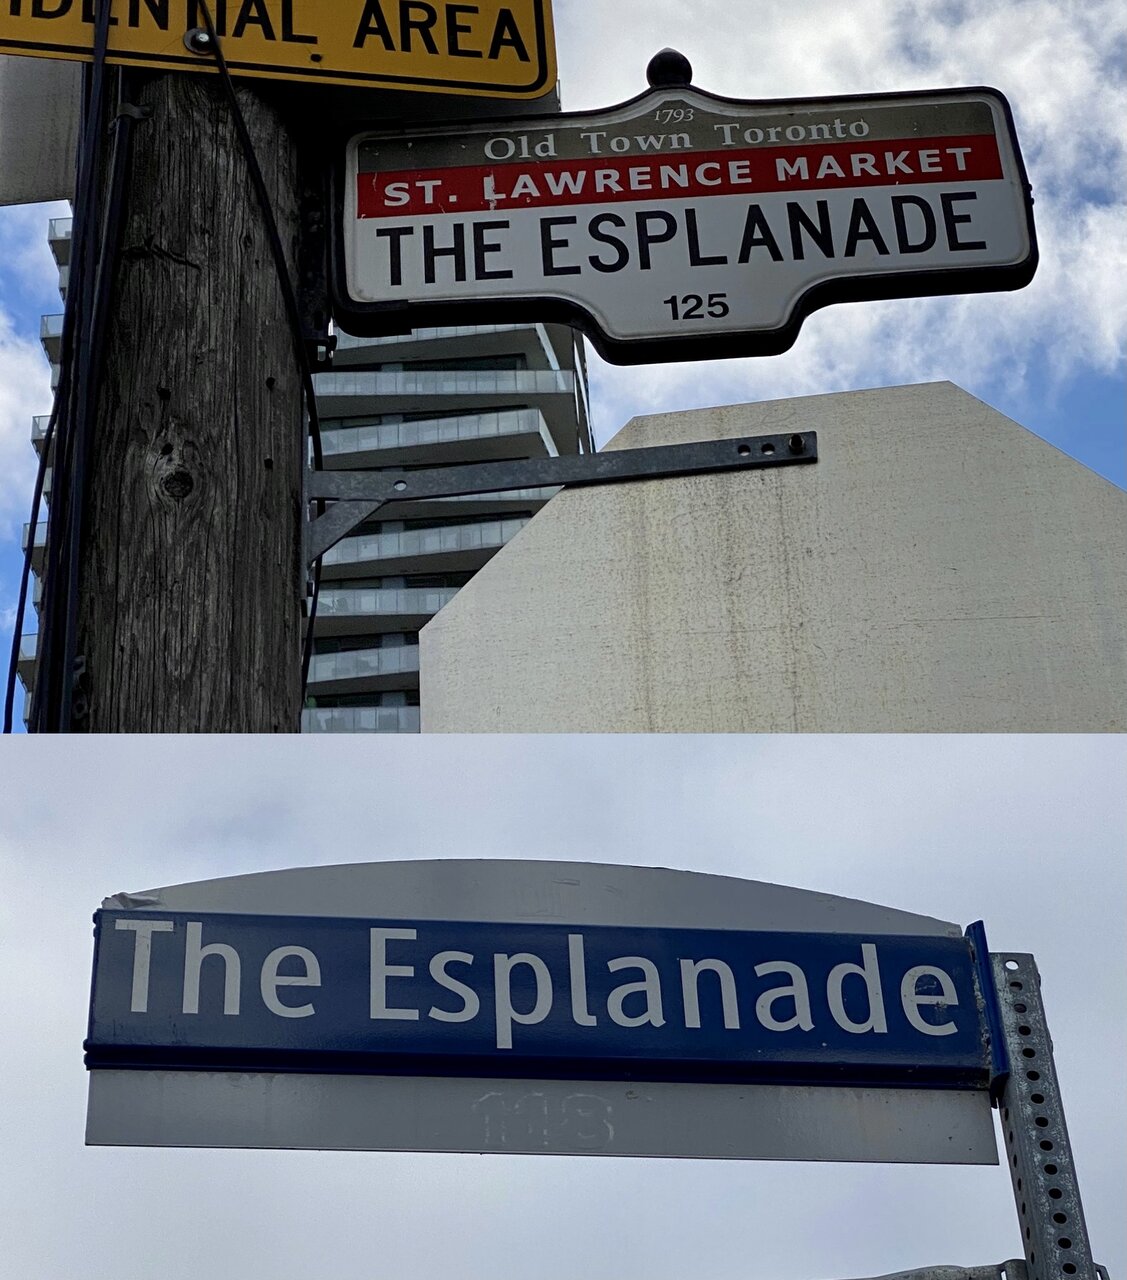 IDENTIAL AREA
1793
Old Town Toronto
ST. LAWRENCE MARKET
THE ESPLANADE
125
The Esplanade